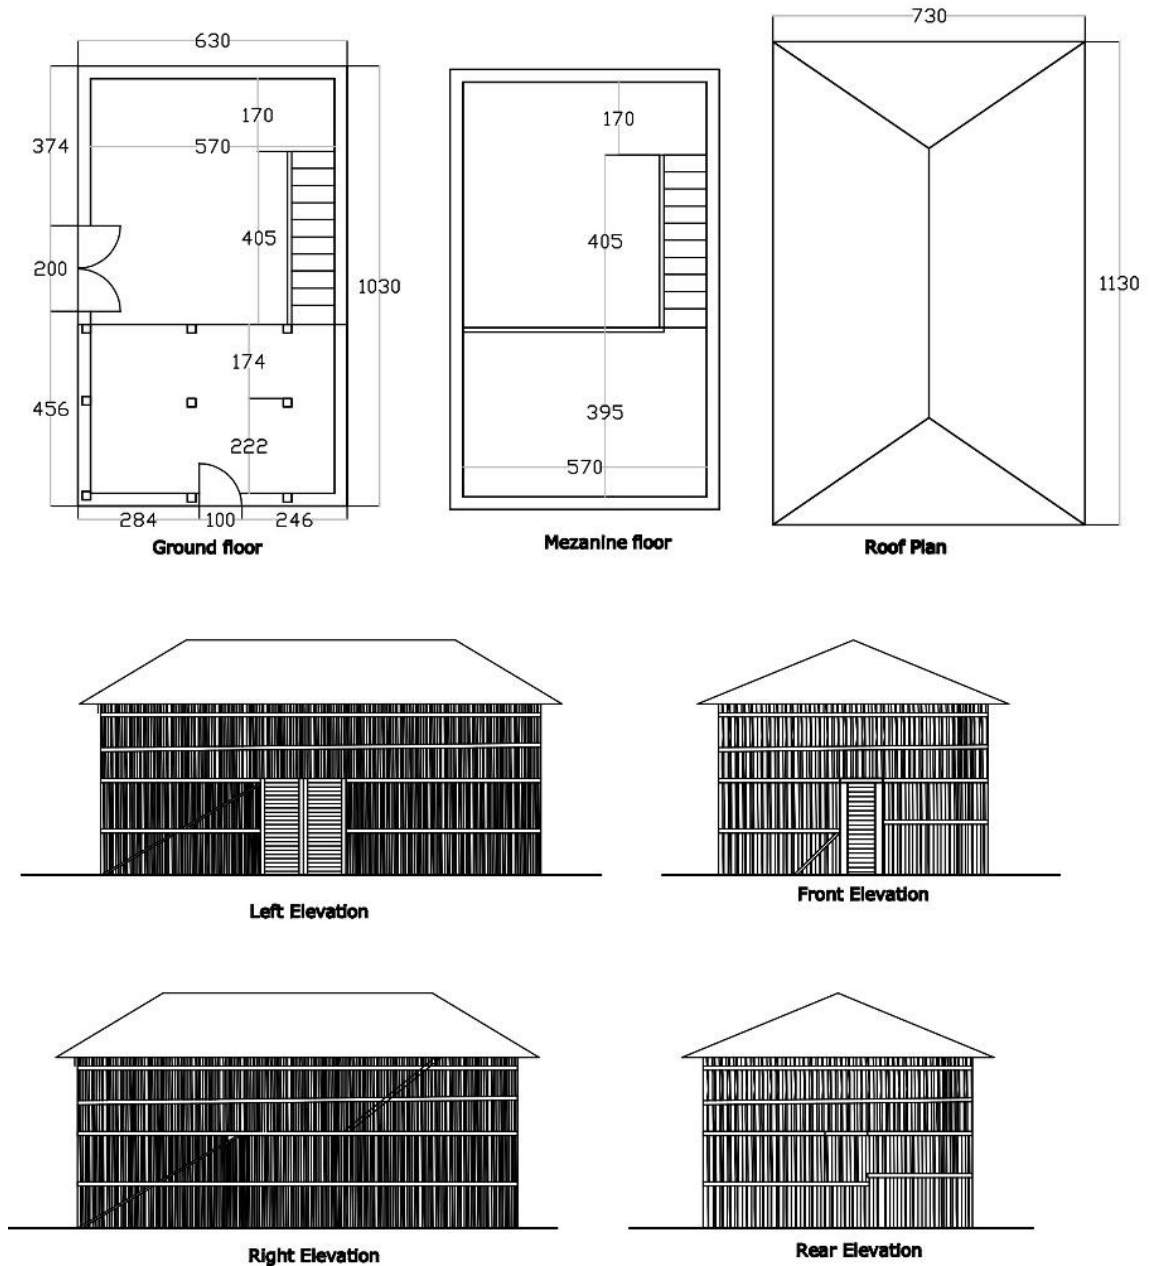 630
730
170
170
374
570
405
405
200
1030
1130
174
456
395
222
570
284
100
246
Ground floor
Mezanine floor
Roof Plan
Left Elevation
Front Elevation
Right Elevation
Rear Elevation